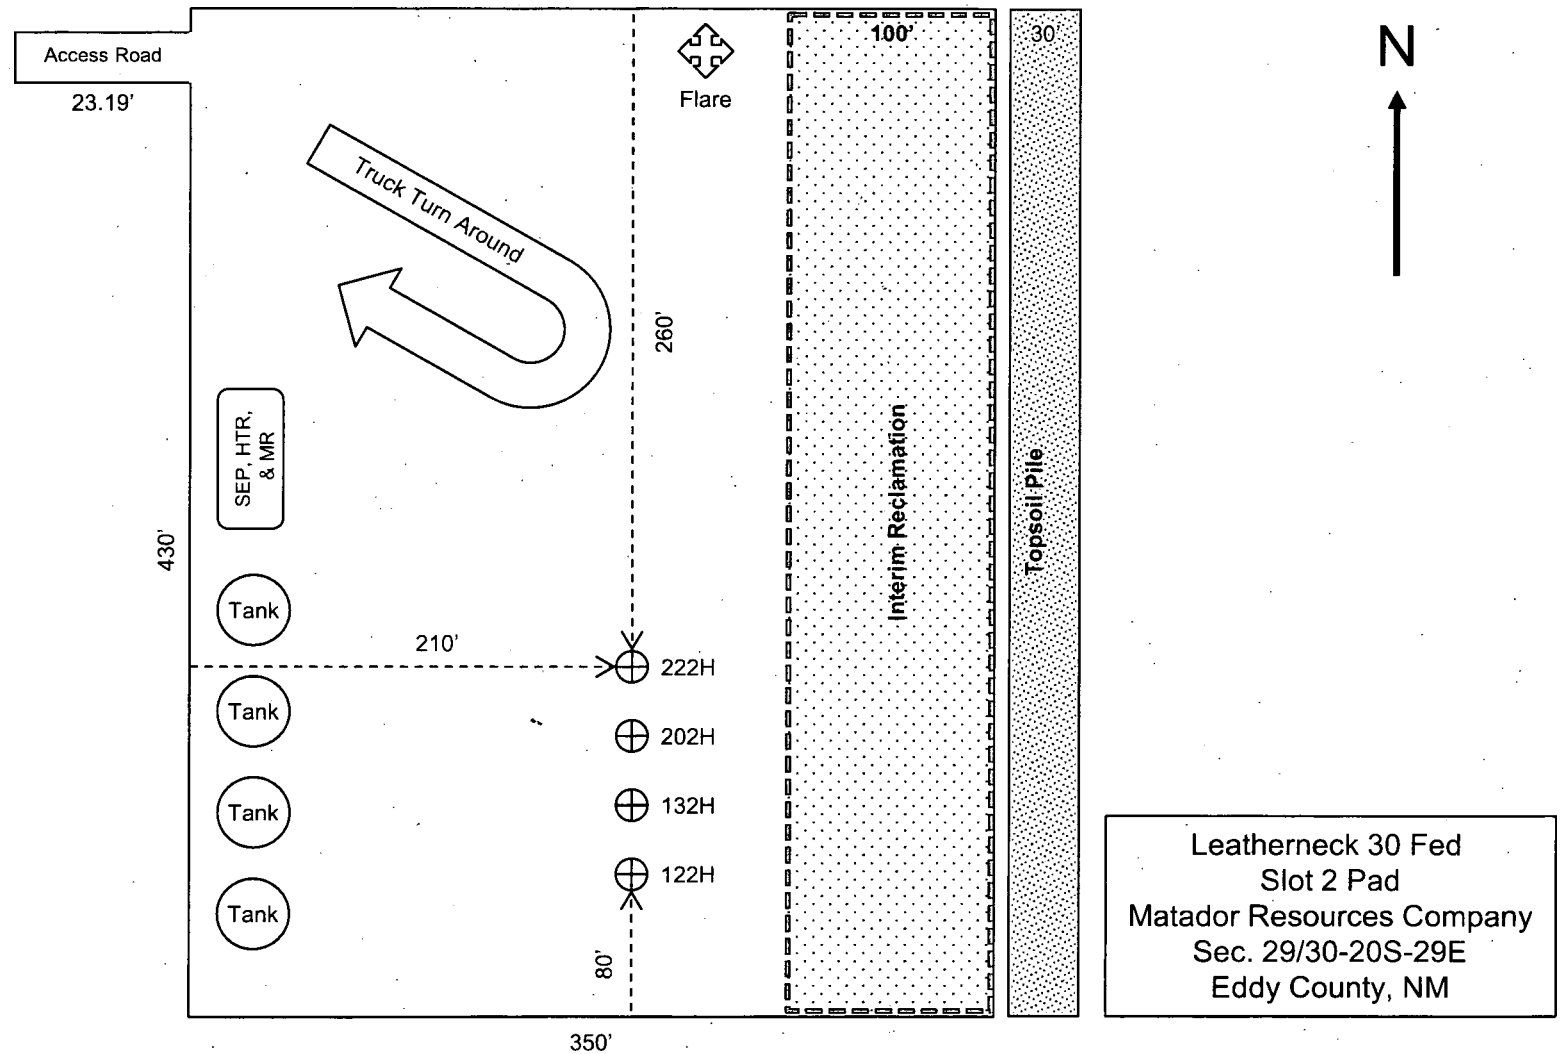 100'
30'
N
Access Road
23.19'
Flare
Truck Turn Around
260'
SEP, HTR,
& MR
Interim Reclamation
Topsoil Pile
430'
Tank
210'
222H
Tank
202H
132H
Tank
122H
Tank
80'
350'
Leatherneck 30 Fed
Slot 2 Pad
Matador Resources Company
Sec. 29/30-20S-29E
Eddy County, NM